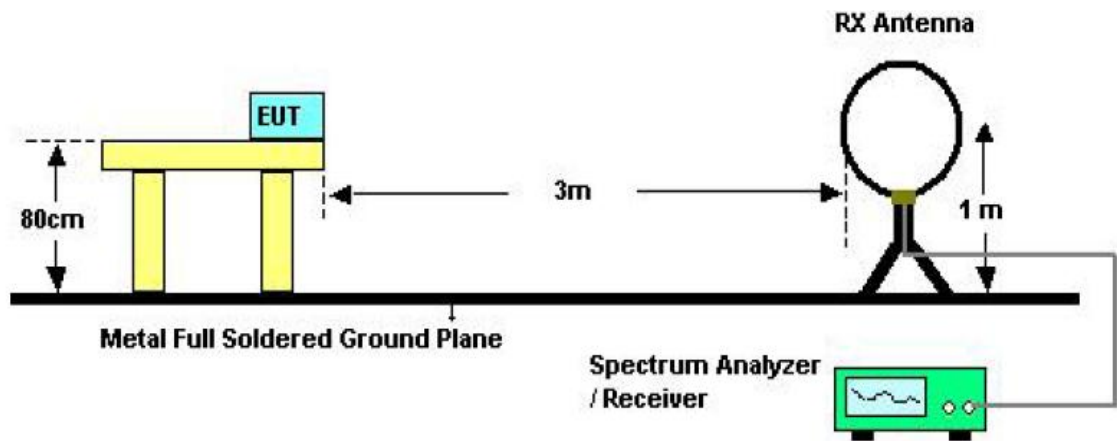 RX Antenna
EUT
3m
80cm
1 m
Metal Full Soldered Ground Plane
Spectrum Analyzer
/ Receiver